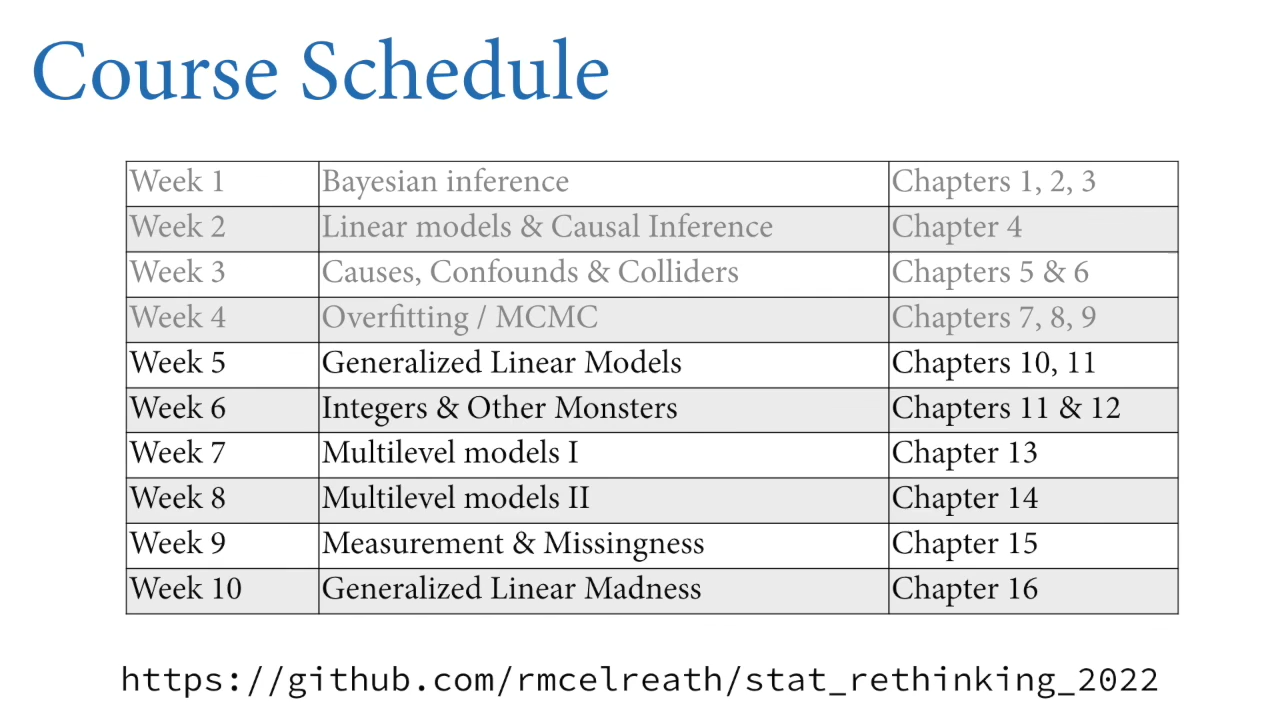 Course Schedule
Week 1 Bayesian inference Chapters 1, 2, 3
Week 2 Linear models & Causal Inference Chapter 4
Week 3 Causes, Confounds & Colliders Chapters 5 & 6
Week 4 Overfitting / MCMC Chapters 7, 8, 9
Week 5 Generalized Linear Models Chapters 10, 11
Week 6 Integers & Other Monsters Chapters 11 & 12
Week 7 Multilevel models I Chapter 13
Week 8 Multilevel models II Chapter 14
Week 9 Measurement & Missingness Chapter 15
Week 10 Generalized Linear Madness Chapter 16
https://github.com/rmcelreath/stat_rethinking_2022